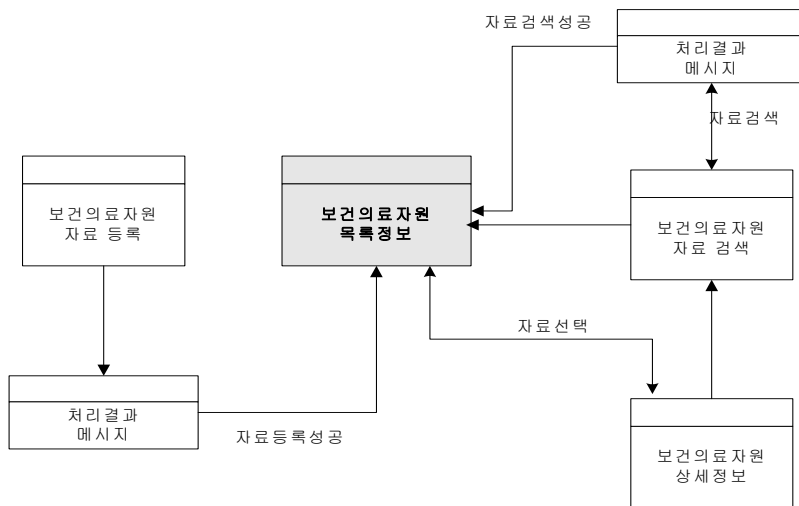 자료검색성공
처리결과
메시지
자료검색
보건의료자원
자료 등록
보건의료자원
목록정보
보건의료자원
자료 검색
자료선택
처리결과
메시지
자료등록성공
보건의료자원
상세정보